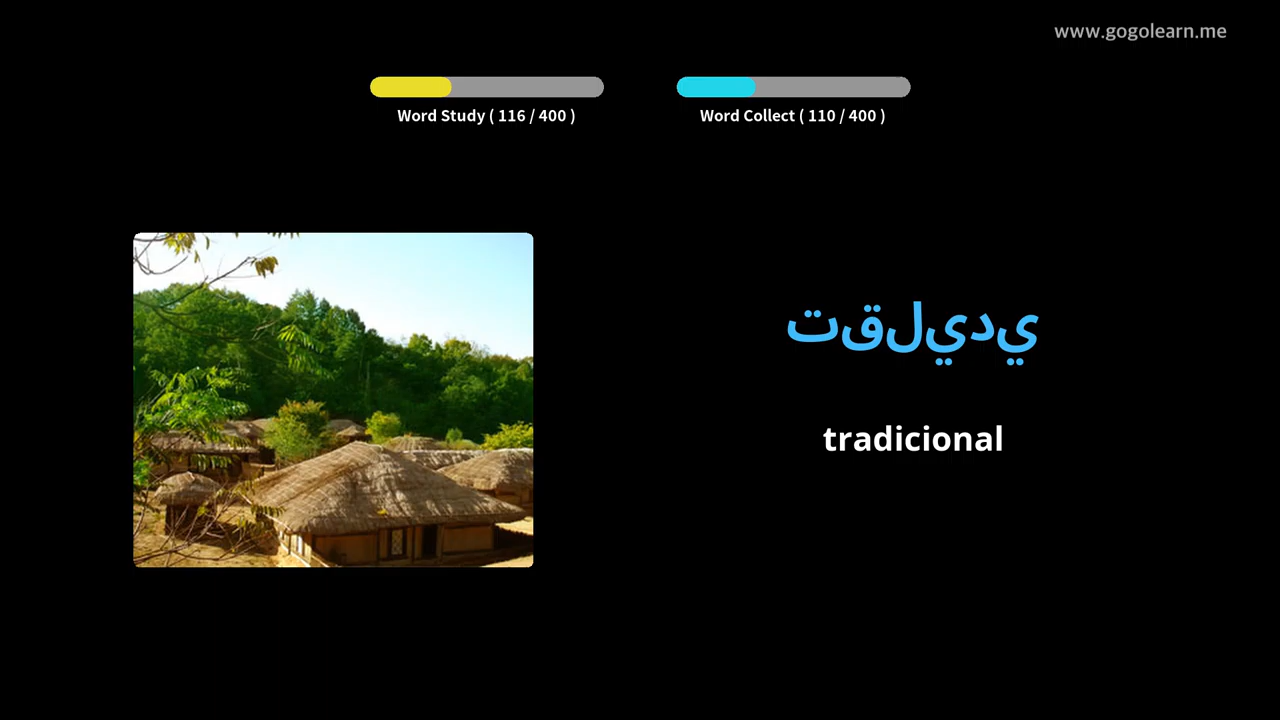 www.gogolearn.me
Word Study ( 116 / 400 )
Word Collect ( 110 / 400 )
تقليدي
tradicional